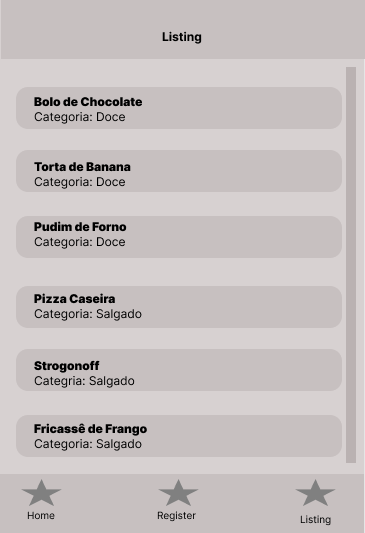 Listing
Bolo de Chocolate
Categoria: Doce
Torta de Banana
Categoria: Doce
Pudim de Forno
Categoria: Doce
Pizza Caseira
Categoria: Salgado
Strogonoff
Categria: Salgado
Fricassê de Frango
Categoria: Salgado
Home
Register
Listing